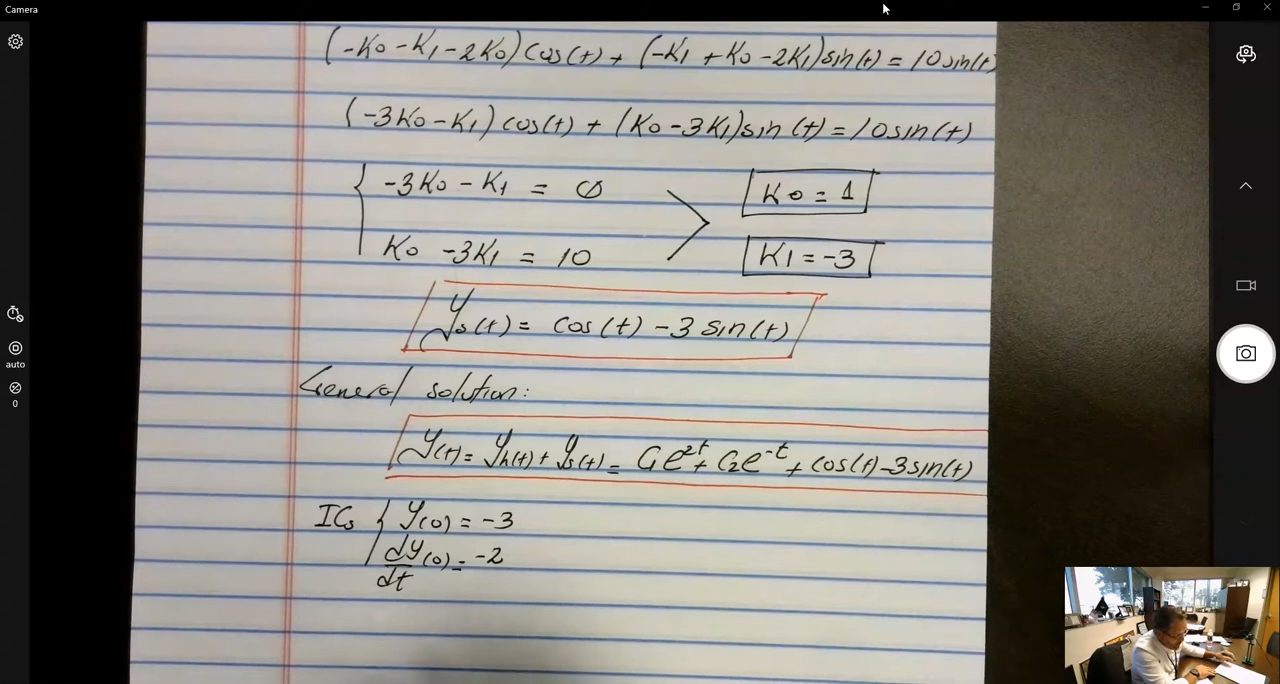 Camera
(-K0 - K1 - 2K0) cos(t) + (-K1 + K0 - 2K1) sin(t) = 10 sin(t)
(-3K0 - K1) cos(t) + (K0 - 3K1) sin(t) = 10 sin(t)
-3K0 - K1 = 0
K0 = 1
K0 - 3K1 = 10
K1 = -3
ys(t) = cos(t) - 3 sin(t)
General solution:
y(t) = yh(t) + ys(t) = C1e^2t + C2e^-t + cos(t) - 3 sin(t)
ICs y(0) = -3
dy/dt (0) = -2
auto
0